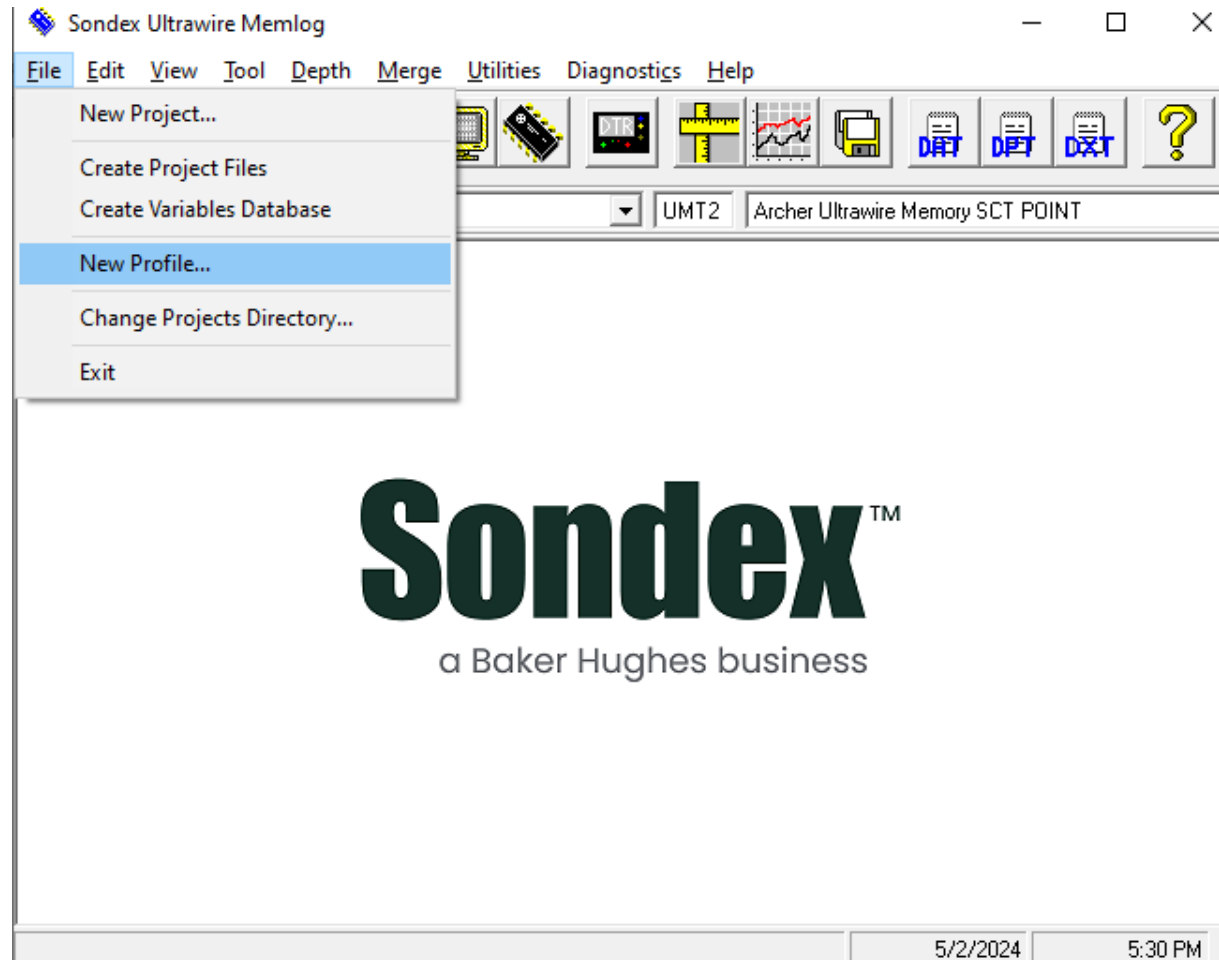 Sondex Ultrawire Memlog
File Edit View Tool Depth Merge Utilities Diagnostics Help
New Project...
Create Project Files
Create Variables Database
New Profile...
Change Projects Directory...
Exit
DTR
DAT DPT DXT
UMT2 Archer Ultrawire Memory SCT POINT
Sondex™
a Baker Hughes business
5/2/2024 5:30 PM